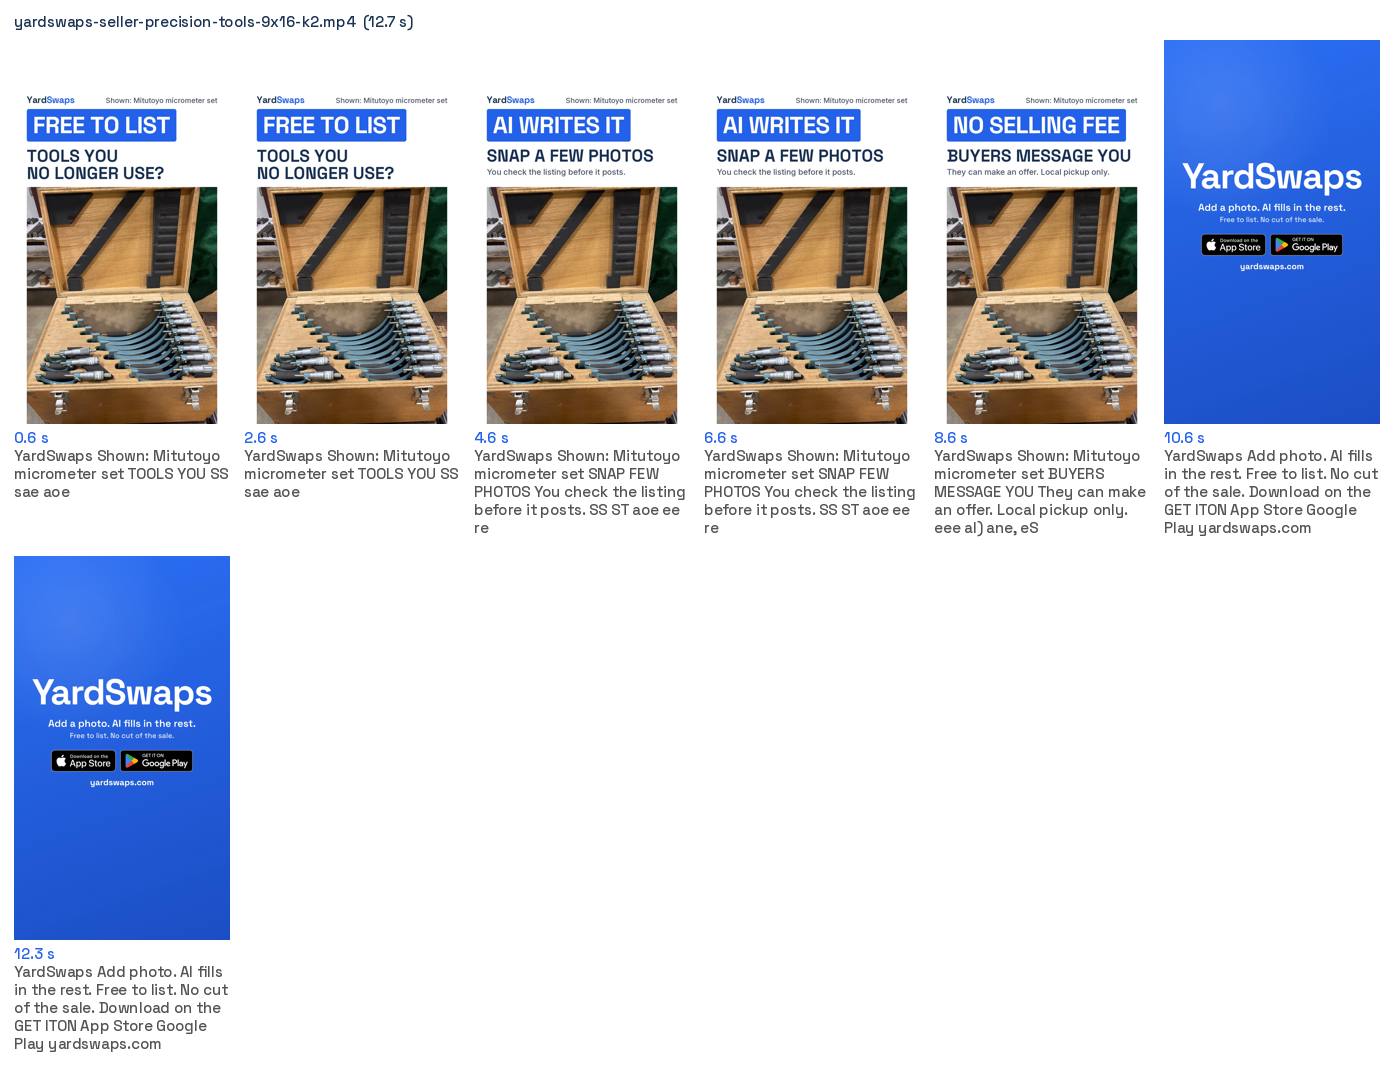 yardswaps-seller-precision-tools-9x16-k2.mp4 (12.7 s)
YardSwaps Shown: Mitutoyo micrometer set
FREE TO LIST
TOOLS YOU
NO LONGER USE?
0.6 s
YardSwaps Shown: Mitutoyo
micrometer set TOOLS YOU SS
sae aoe
YardSwaps Shown: Mitutoyo micrometer set
FREE TO LIST
TOOLS YOU
NO LONGER USE?
2.6 s
YardSwaps Shown: Mitutoyo
micrometer set TOOLS YOU SS
sae aoe
YardSwaps Shown: Mitutoyo micrometer set
AI WRITES IT
SNAP A FEW PHOTOS
You check the listing before it posts.
4.6 s
YardSwaps Shown: Mitutoyo
micrometer set SNAP FEW
PHOTOS You check the listing
before it posts. SS ST aoe ee
re
YardSwaps Shown: Mitutoyo micrometer set
AI WRITES IT
SNAP A FEW PHOTOS
You check the listing before it posts.
6.6 s
YardSwaps Shown: Mitutoyo
micrometer set SNAP FEW
PHOTOS You check the listing
before it posts. SS ST aoe ee
re
YardSwaps Shown: Mitutoyo micrometer set
NO SELLING FEE
BUYERS MESSAGE YOU
They can make an offer. Local pickup only.
8.6 s
YardSwaps Shown: Mitutoyo
micrometer set BUYERS
MESSAGE YOU They can make
an offer. Local pickup only.
eee al) ane, eS
YardSwaps
Add a photo. AI fills in the rest.
Free to list. No cut of the sale.
Download on the
App Store
GET IT ON
Google Play
yardswaps.com
10.6 s
YardSwaps Add photo. AI fills
in the rest. Free to list. No cut
of the sale. Download on the
GET ITON App Store Google
Play yardswaps.com
YardSwaps
Add a photo. AI fills in the rest.
Free to list. No cut of the sale.
Download on the
App Store
GET IT ON
Google Play
yardswaps.com
12.3 s
YardSwaps Add photo. AI fills
in the rest. Free to list. No cut
of the sale. Download on the
GET ITON App Store Google
Play yardswaps.com